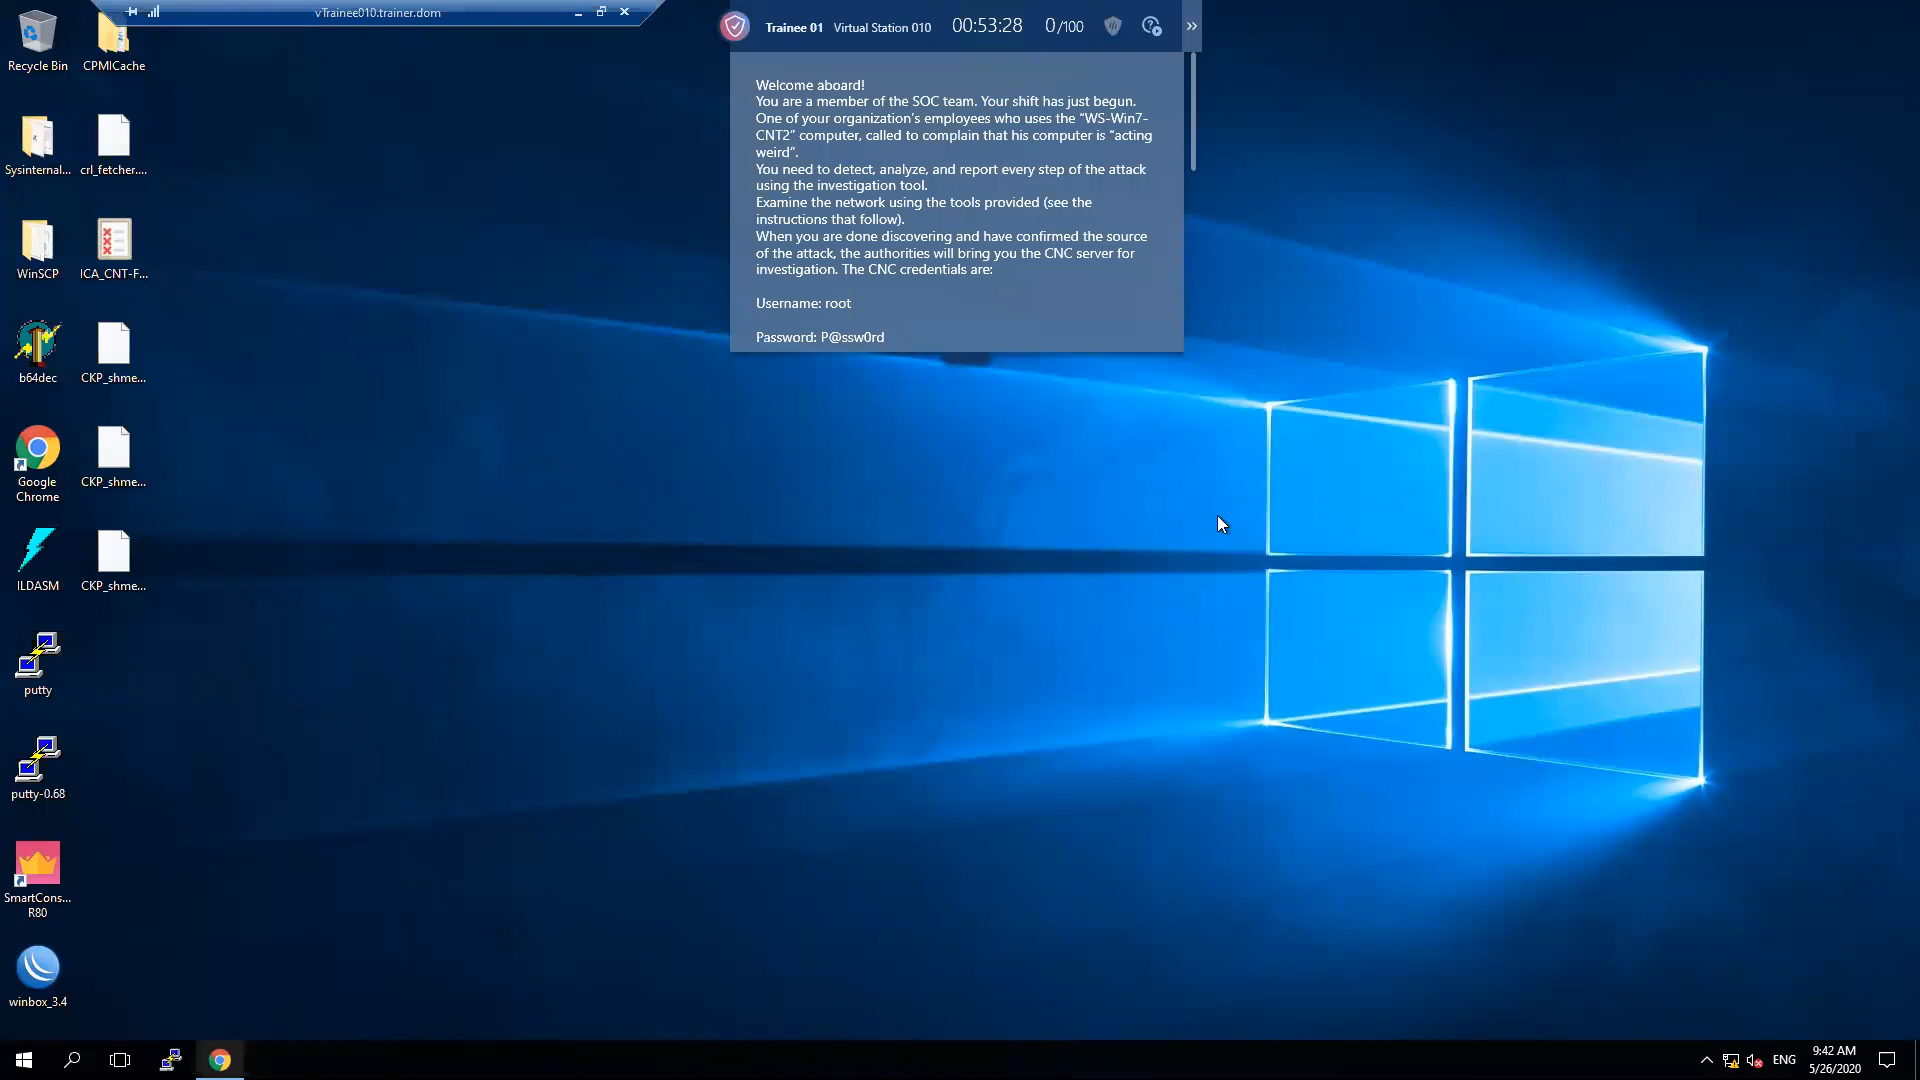 vTrainee010.trainer.dom
Trainee 01 Virtual Station 010 00:53:28 0/100
Welcome aboard!
You are a member of the SOC team. Your shift has just begun.
One of your organization's employees who uses the “WS-Win7-
CNT2” computer, called to complain that his computer is “acting
weird”.
You need to detect, analyze, and report every step of the attack
using the investigation tool.
Examine the network using the tools provided (see the
instructions that follow).
When you are done discovering and have confirmed the source
of the attack, the authorities will bring you the CNC server for
investigation. The CNC credentials are:
Username: root
Password: P@ssw0rd
Recycle Bin
CPMICache
Sysinternal...
crl_fetcher....
WinSCP
ICA_CNT-F...
b64dec
CKP_shme...
Google
Chrome
CKP_shme...
ILDASM
CKP_shme...
putty
putty-0.68
SmartCons...
R80
winbox_3.4
ENG
9:42 AM
5/26/2020